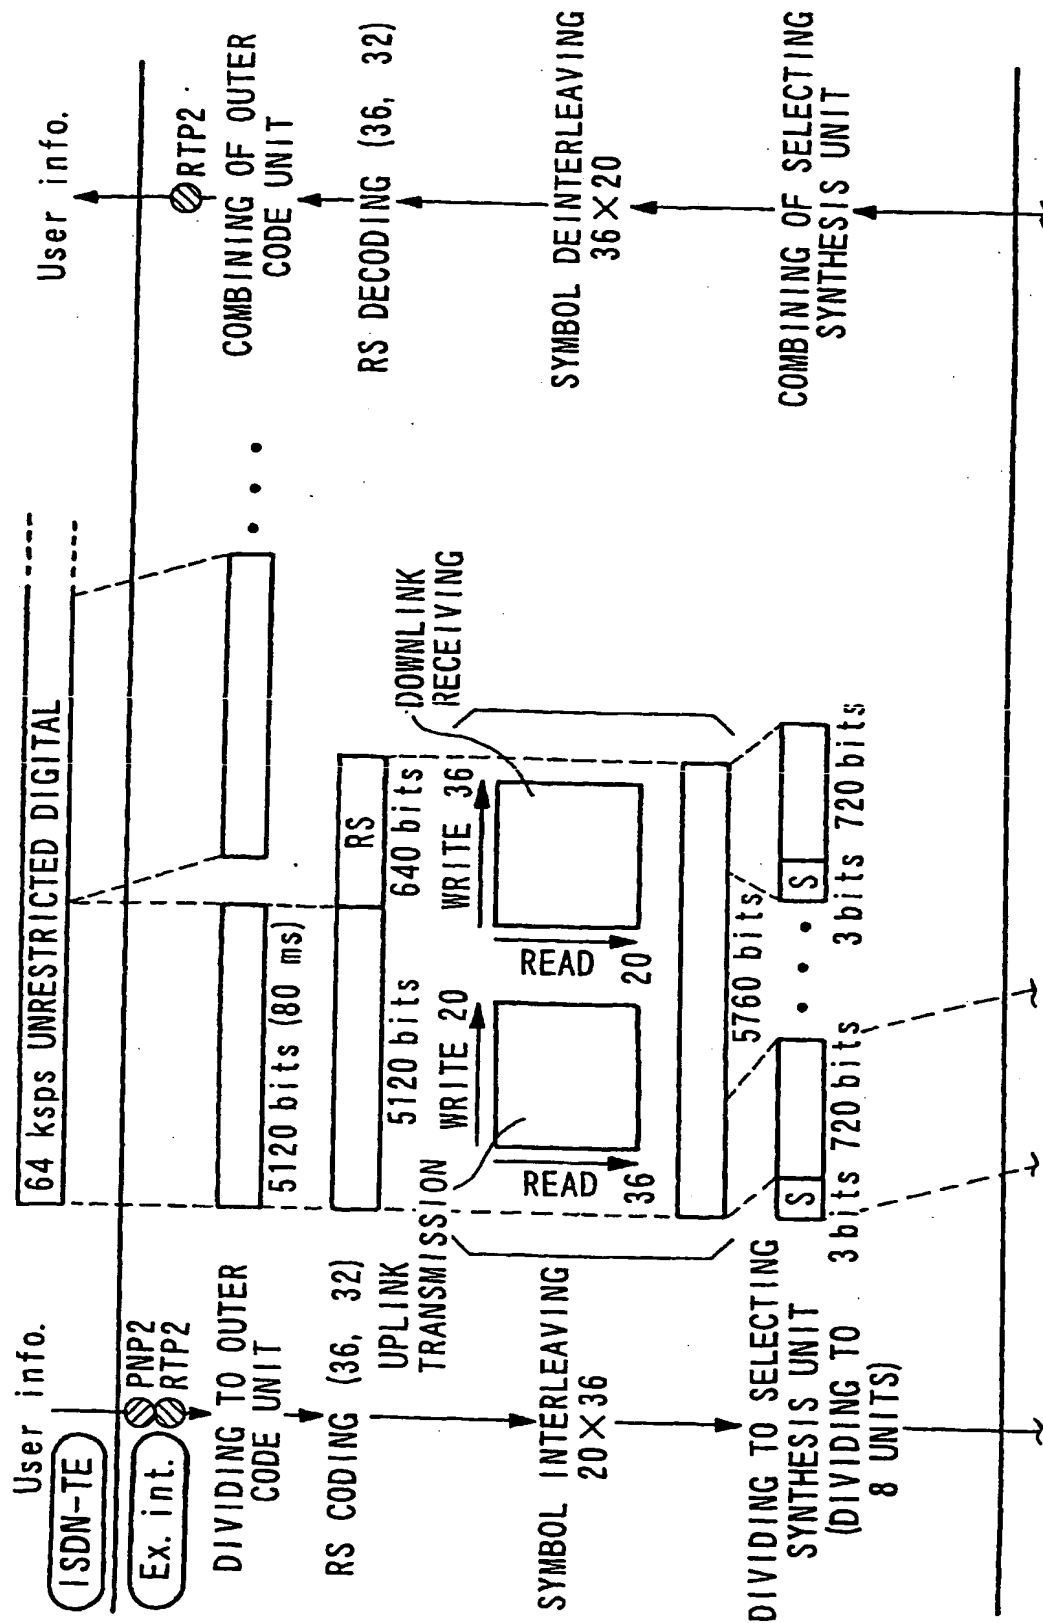 User info.
ISDN-TE
64 ksps UNRESTRICTED DIGITAL
User info.
Ex. int.
PNP2
RTP2
RTP2
DIVIDING TO OUTER
CODE UNIT
5120 bits (80 ms)
COMBINING OF OUTER
CODE UNIT
RS CODING (36, 32)
RS
5120 bits
640 bits
RS DECODING (36, 32)
UPLINK
TRANSMISSION
WRITE 20
READ
36
WRITE 36
READ
20
DOWNLINK
RECEIVING
SYMBOL INTERLEAVING
20×36
SYMBOL DEINTERLEAVING
36×20
5760 bits
DIVIDING TO SELECTING
SYNTHESIS UNIT
(DIVIDING TO
8 UNITS)
S
3 bits 720 bits
S
3 bits 720 bits
COMBINING OF SELECTING
SYNTHESIS UNIT